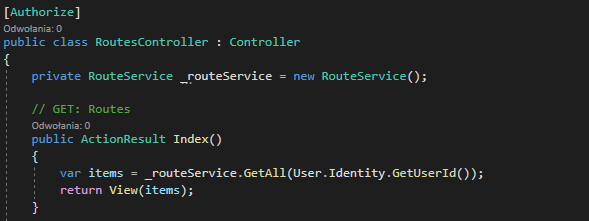 [Authorize]
Odwołania: 0
public class RoutesController : Controller
{
private RouteService _routeService = new RouteService();
// GET: Routes
Odwołania: 0
public ActionResult Index()
{
var items = _routeService.GetAll(User.Identity.GetUserId());
return View(items);
}